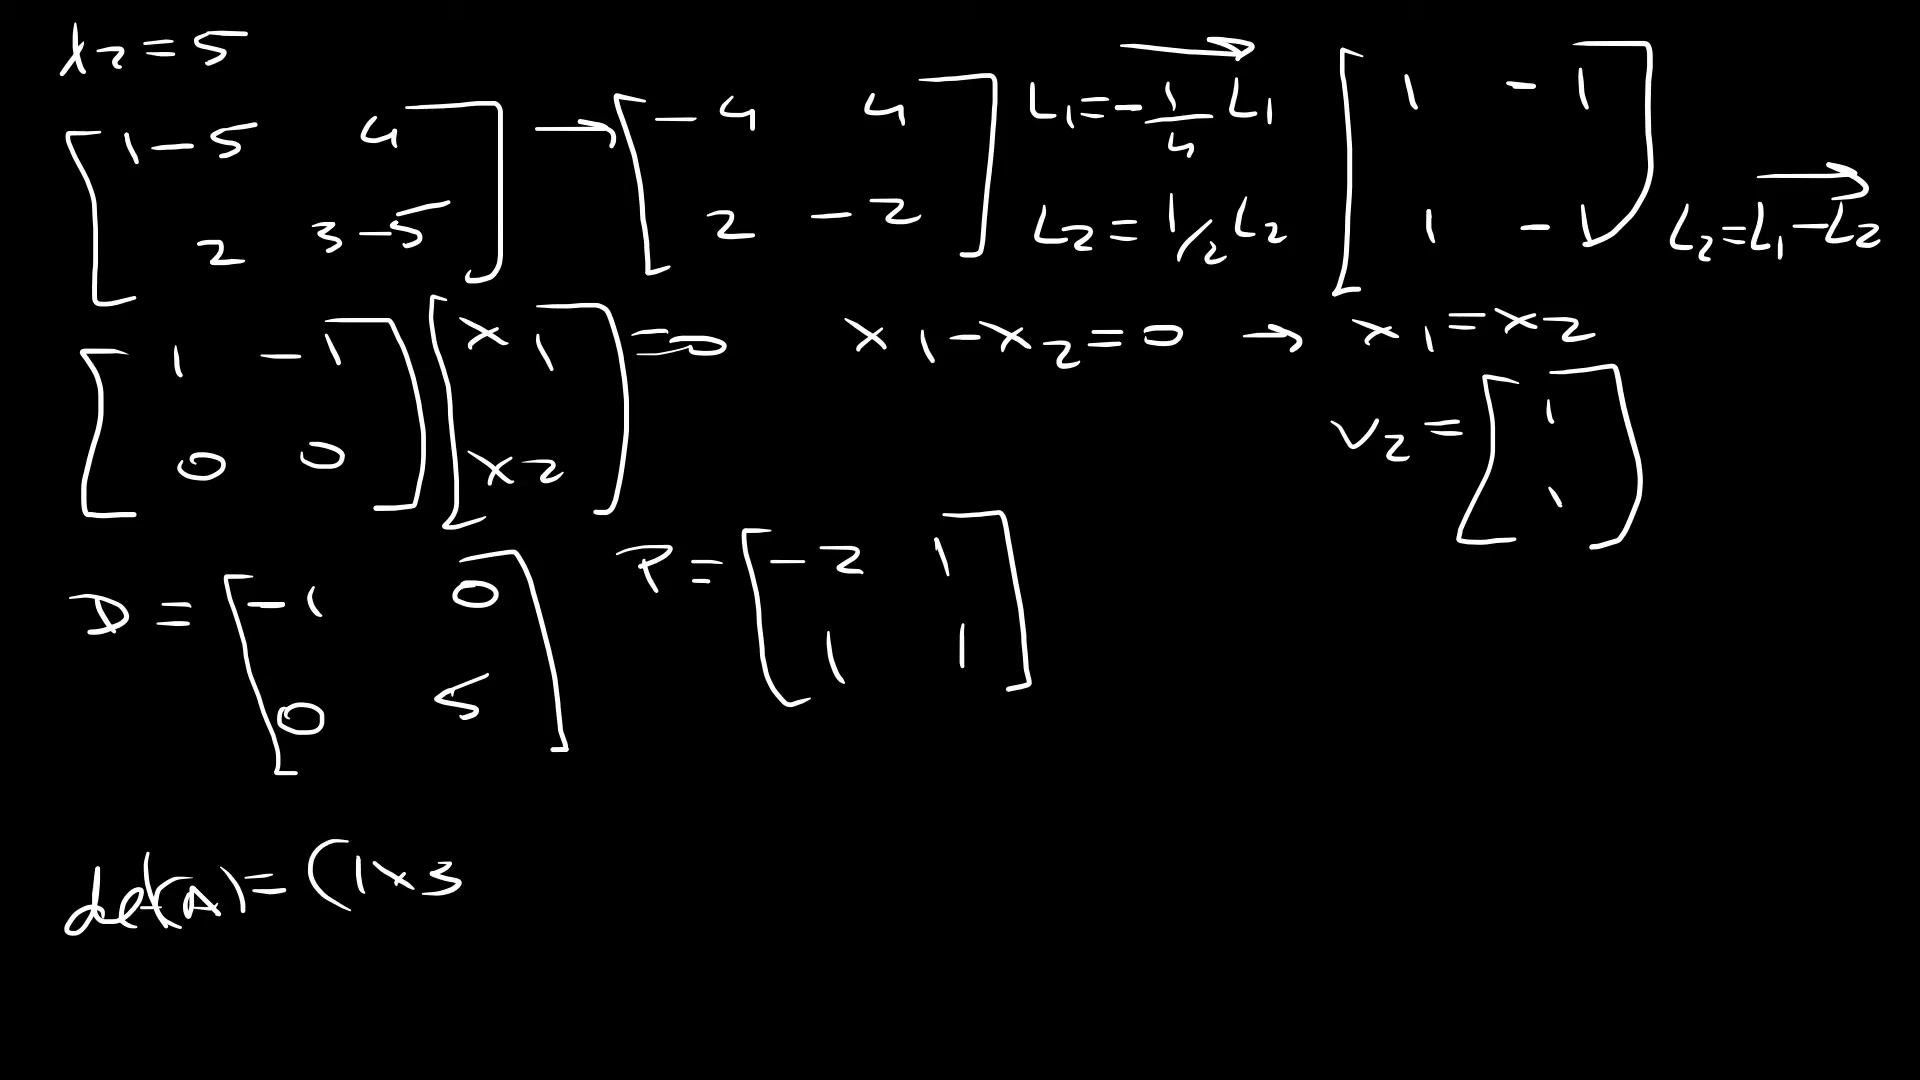 λ2 = 5
[1-5 4; 2 3-5] → [-4 4; 2 -2] L1 = -1/4 L1 L2 = 1/2 L2 → [1 -1; 1 -1] L2 = L1 - L2 →
[1 -1; 0 0] [x1; x2] = 0 x1 - x2 = 0 → x1 = x2
v2 = [1; 1]
D = [-1 0; 0 5] P = [-2 1; 1 1]
det(A) = (1x3